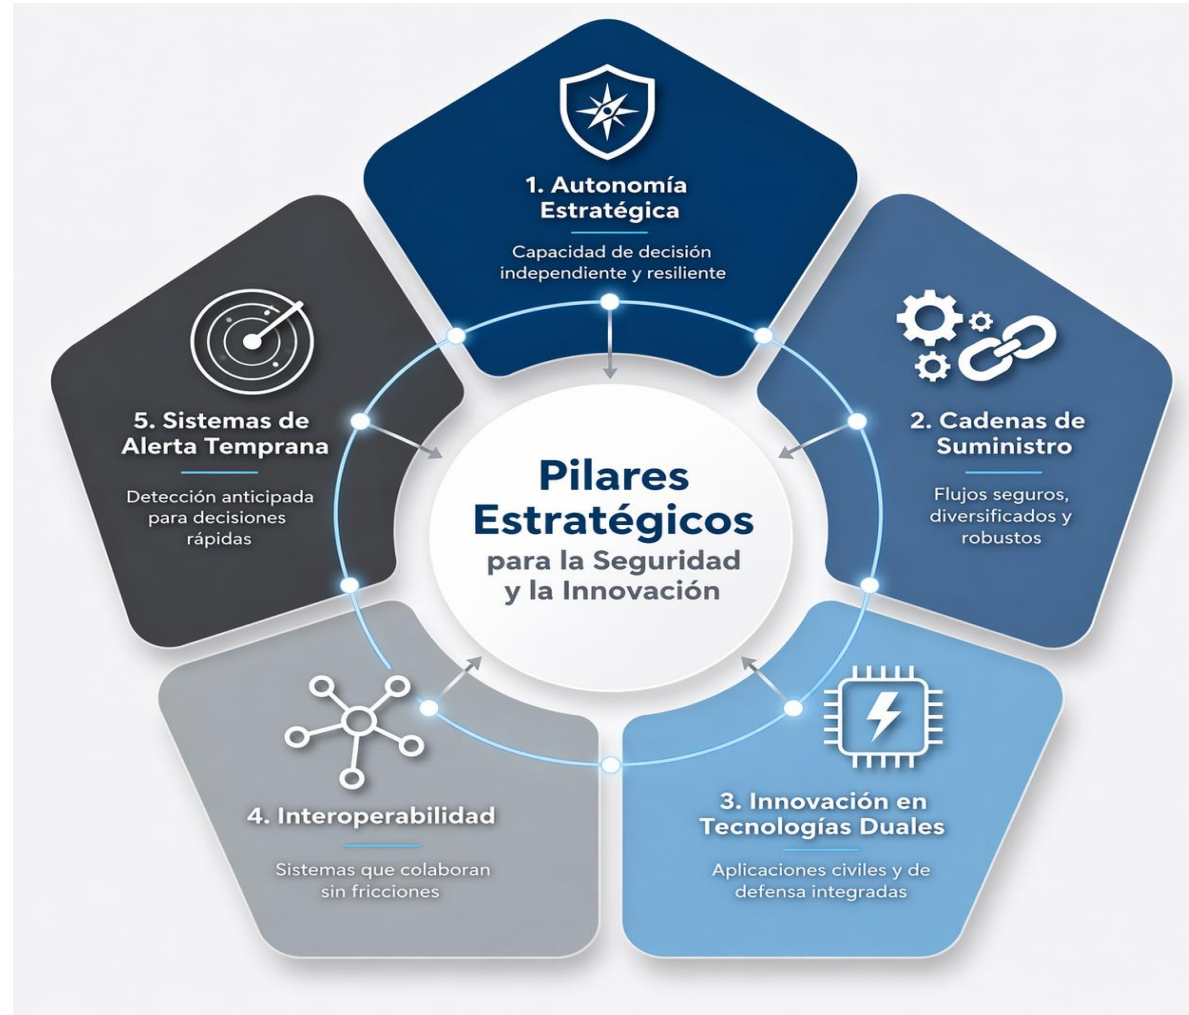 1. Autonomía
Estratégica
Capacidad de decisión
independiente y resiliente
2. Cadenas de
Suministro
Flujos seguros,
diversificados y
robustos
3. Innovación en
Tecnologías Duales
Aplicaciones civiles y de
defensa integradas
4. Interoperabilidad
Sistemas que colaboran
sin fricciones
5. Sistemas de
Alerta Temprana
Detección anticipada
para decisiones
rápidas
Pilares
Estratégicos
para la Seguridad
y la Innovación